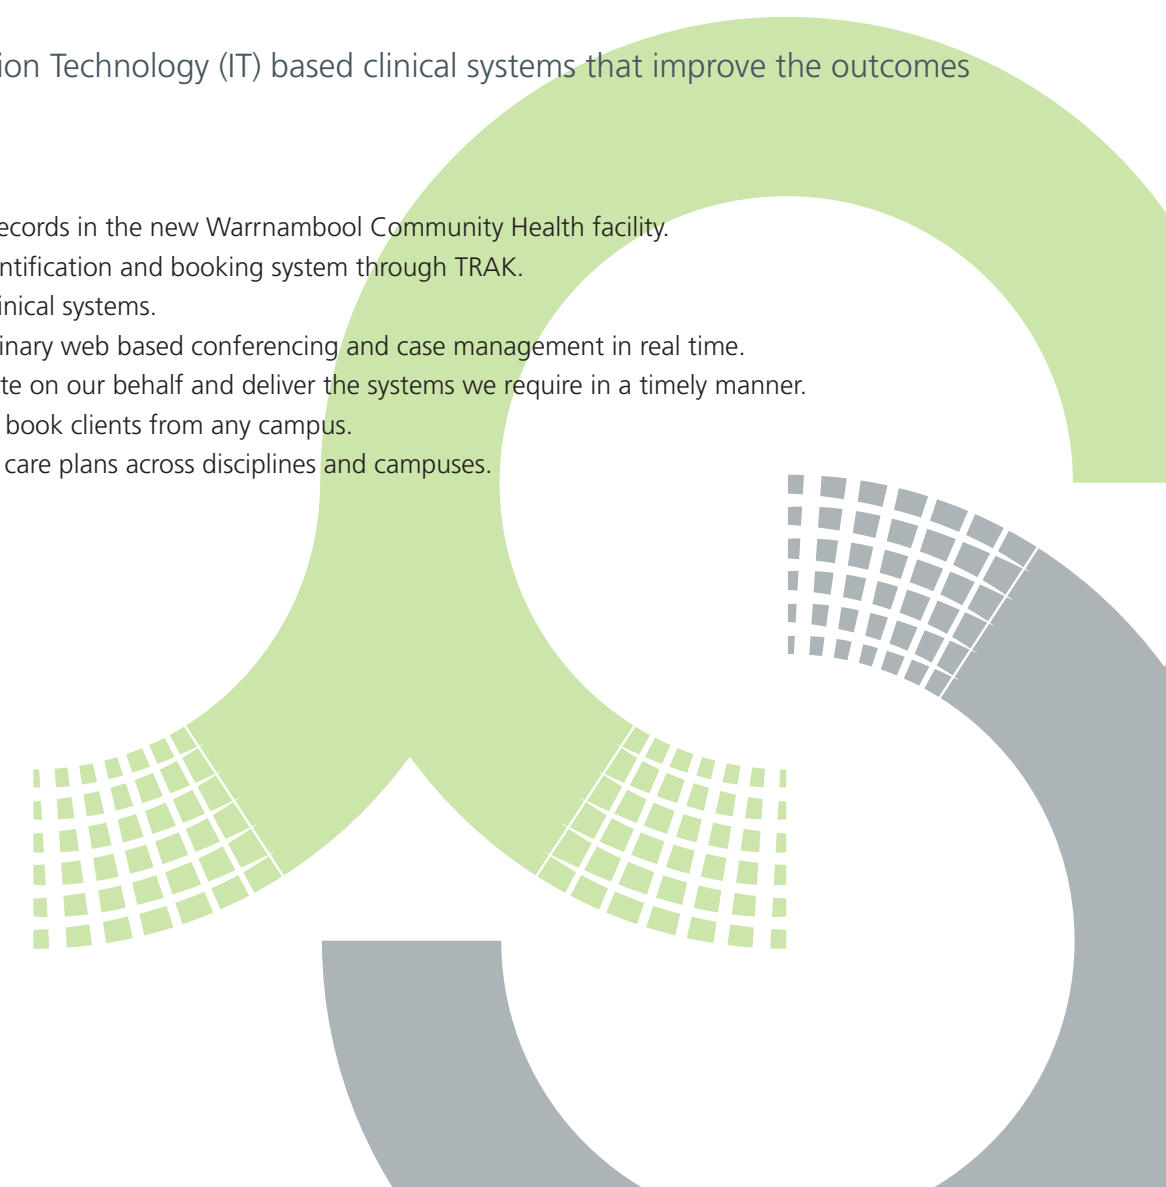 ion Technology (IT) based clinical systems that improve the outcomes
ecords in the new Warrnambool Community Health facility.
ntification and booking system through TRAK.
inical systems.
inary web based conferencing and case management in real time.
te on our behalf and deliver the systems we require in a timely manner.
book clients from any campus.
care plans across disciplines and campuses.